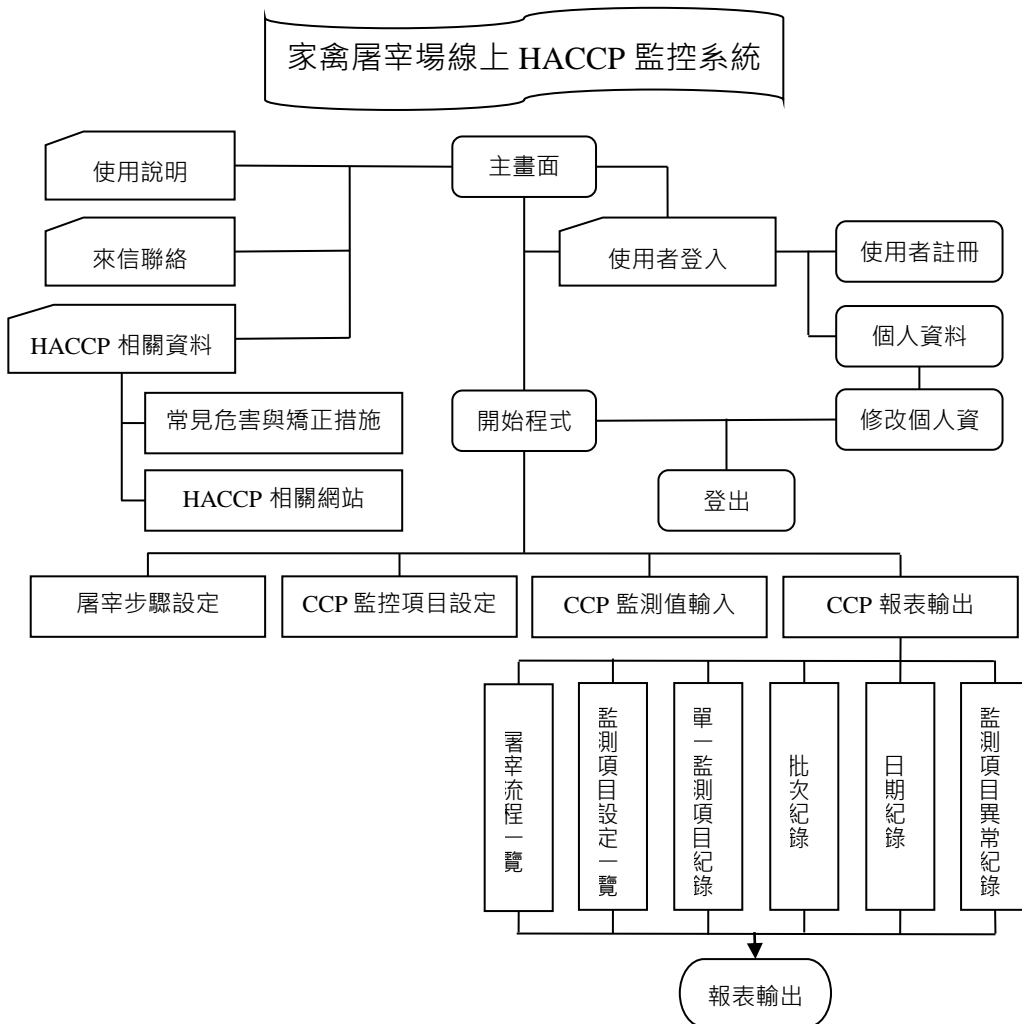 家禽屠宰場線上 HACCP 監控系統
主畫面
使用說明
來信聯絡
使用者登入
使用者註冊
HACCP 相關資料
個人資料
常見危害與矯正措施
開始程式
修改個人資
HACCP 相關網站
登出
屠宰步驟設定
CCP 監控項目設定
CCP 監測值輸入
CCP 報表輸出
屠宰流程一覽
監測項目設定一覽
單一監測項目紀錄
批次紀錄
日期紀錄
監測項目異常紀錄
報表輸出